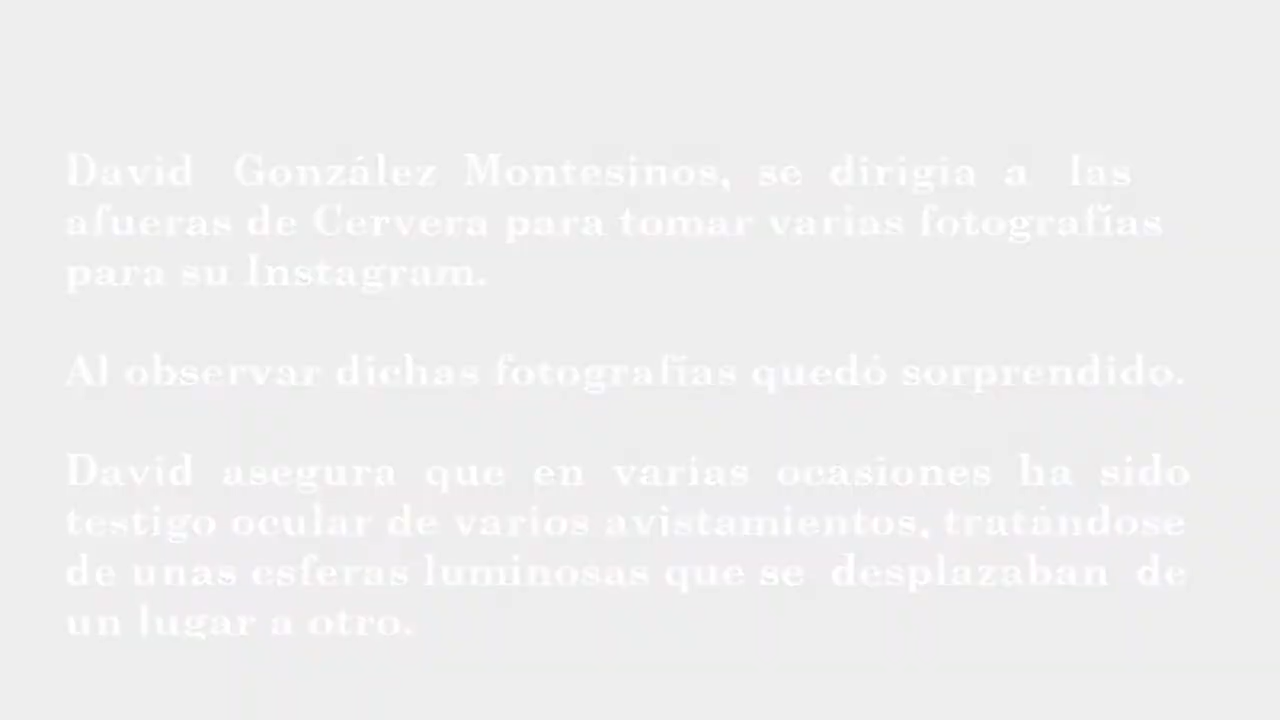 David González Montesinos, se dirigia a las
afueras de Cervera para tomar varias fotografías
para su Instagram.
Al observar dichas fotografías quedó sorprendido.
David asegura que en varias ocasiones ha sido
testigo ocular de varios avistamientos, tratándose
de unas esferas luminosas que se desplazaban de
un lugar a otro.